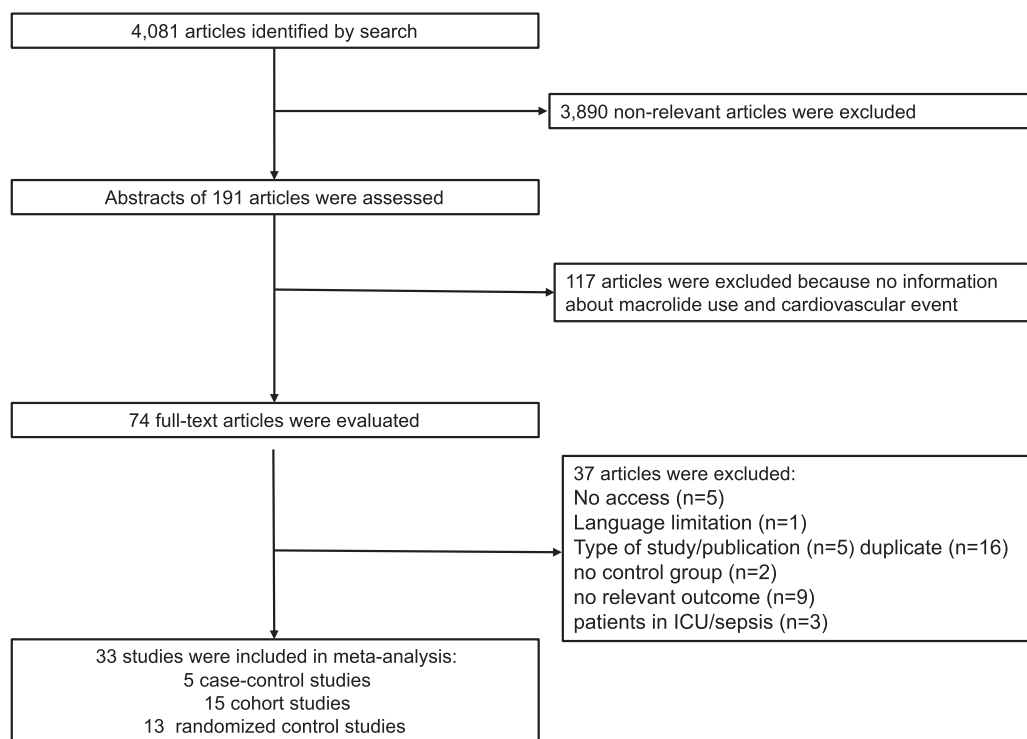 4,081 articles identified by search
3,890 non-relevant articles were excluded
Abstracts of 191 articles were assessed
117 articles were excluded because no information
about macrolide use and cardiovascular event
74 full-text articles were evaluated
37 articles were excluded:
No access (n=5)
Language limitation (n=1)
Type of study/publication (n=5) duplicate (n=16)
no control group (n=2)
no relevant outcome (n=9)
patients in ICU/sepsis (n=3)
33 studies were included in meta-analysis:
5 case-control studies
15 cohort studies
13 randomized control studies